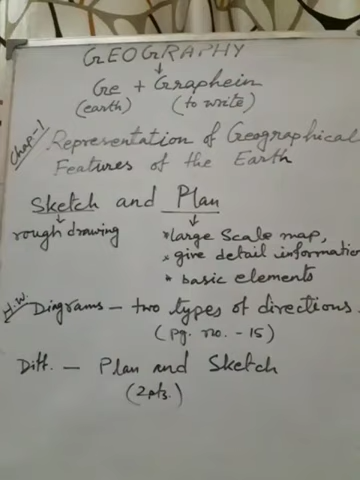 GEOGRAPHY
Ge + Graphein
(earth) (to write)
Chap-1 Representation of Geographical
Features of the Earth
Sketch and Plan
rough drawing * large scale map,
* give detail information
* basic elements
H.W. Diagrams - two types of directions.
(pg. no. - 15)
Diff. - Plan and Sketch
(2 pts.)